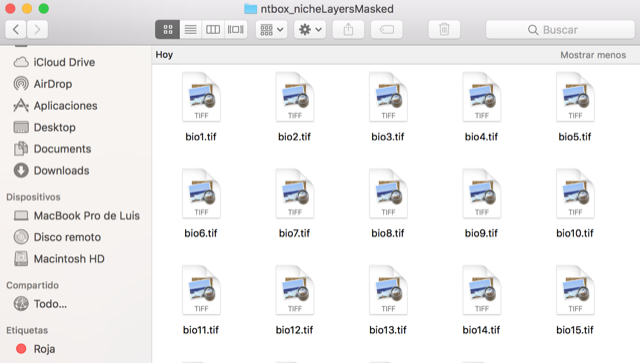 ntbox_nicheLayersMasked
Buscar
iCloud Drive
AirDrop
Aplicaciones
Desktop
Documents
Downloads
Dispositivos
MacBook Pro de Luis
Disco remoto
Macintosh HD
Compartido
Todo...
Etiquetas
Roja
Hoy
Mostrar menos
TIFF TIFF TIFF TIFF TIFF
bio1.tif bio2.tif bio3.tif bio4.tif bio5.tif
TIFF TIFF TIFF TIFF TIFF
bio6.tif bio7.tif bio8.tif bio9.tif bio10.tif
TIFF TIFF TIFF TIFF TIFF
bio11.tif bio12.tif bio13.tif bio14.tif bio15.tif